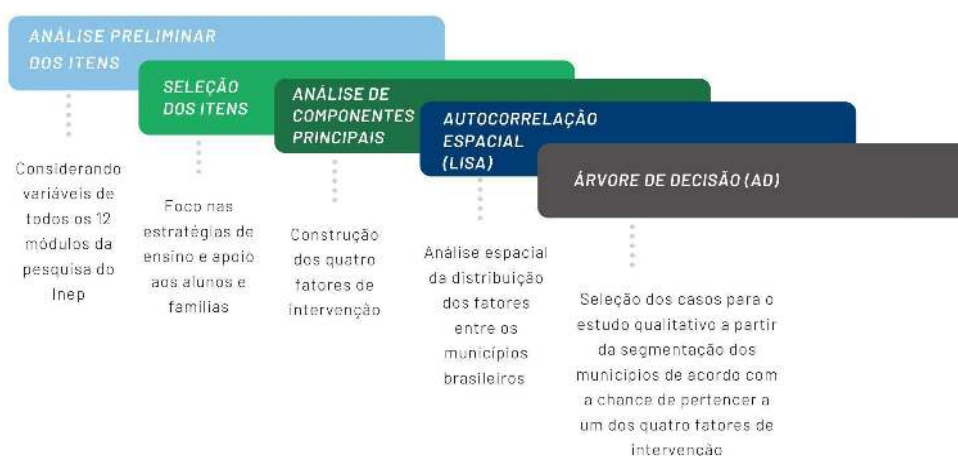 ANÁLISE PRELIMINAR
DOS ITENS
Considerando
variáveis de
todos os 12
módulos da
pesquisa do
Inep
SELEÇÃO
DOS ITENS
Foco nas
estratégias de
ensino e apoio
aos alunos e
famílias
ANÁLISE DE
COMPONENTES
PRINCIPAIS
Construção
dos quatro
fatores de
intervenção
AUTOCORRELAÇÃO
ESPACIAL
(LISA)
Análise espacial
da distribuição
dos fatores
entre os
municípios
brasileiros
ÁRVORE DE DECISÃO (AD)
Seleção dos casos para o
estudo qualitativo a partir
da segmentação dos
municípios de acordo com
a chance de pertencer a
um dos quatro fatores de
intervenção